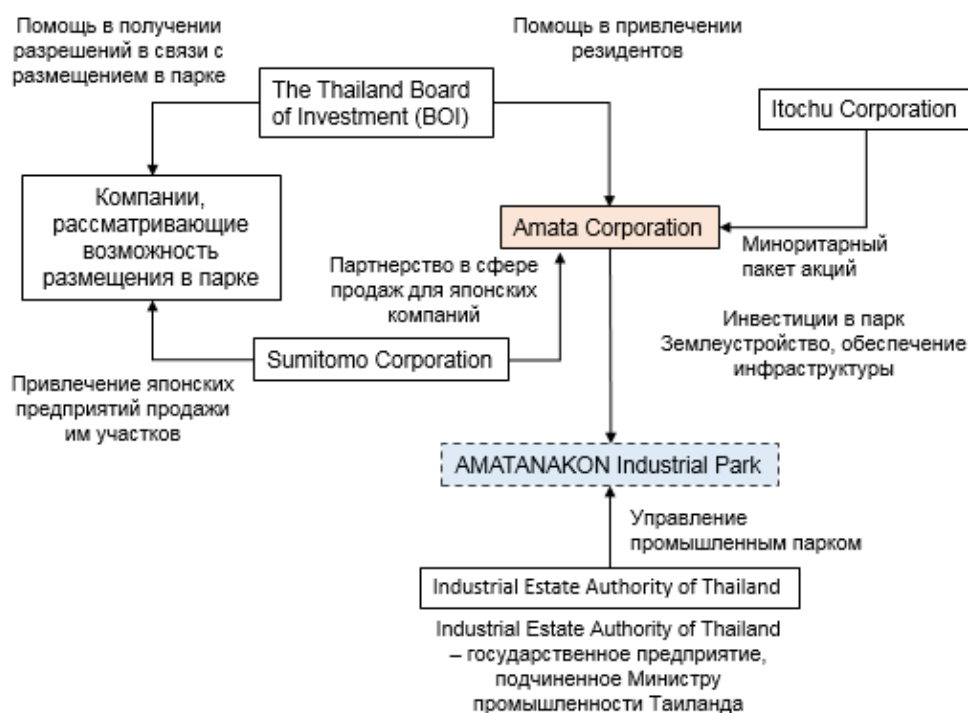 Помощь в получении
разрешений в связи с
размещением в парке
Помощь в привлечении
резидентов
The Thailand Board
of Investment (BOI)
Itochu Corporation
Компании,
рассматривающие
возможность
размещения в парке
Amata Corporation
Миноритарный
пакет акций
Партнерство в сфере
продаж для японских
компаний
Инвестиции в парк
Землеустройство, обеспечение
инфраструктуры
Sumitomo Corporation
Привлечение японских
предприятий продажи
им участков
AMATANAKON Industrial Park
Управление
промышленным парком
Industrial Estate Authority of Thailand
Industrial Estate Authority of Thailand
– государственное предприятие,
подчиненное Министру
промышленности Таиланда